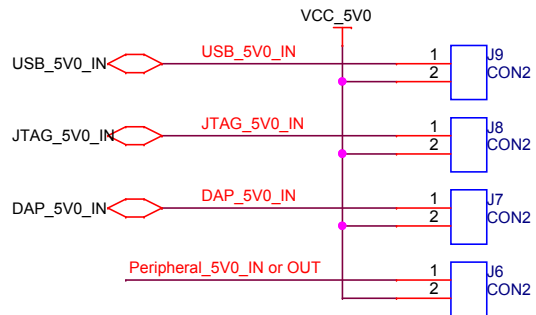 VCC_5V0
USB_5V0_IN USB_5V0_IN 1 J9
2 CON2
JTAG_5V0_IN JTAG_5V0_IN 1 J8
2 CON2
DAP_5V0_IN DAP_5V0_IN 1 J7
2 CON2
Peripheral_5V0_IN or OUT 1 J6
2 CON2